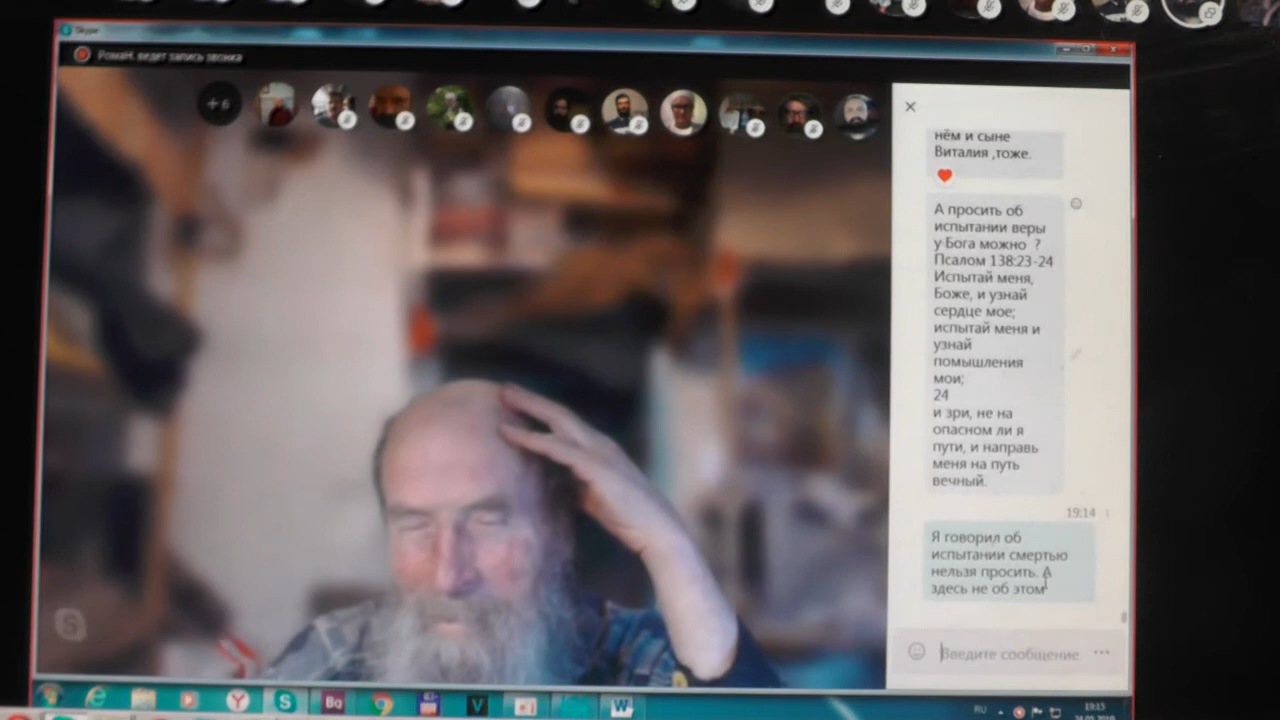 Skype
РомаН. ведет запись звонка
+6
нём и сыне
Виталия ,тоже.
А просить об
испытании веры
у Бога можно ?
Псалом 138:23-24
Испытай меня,
Боже, и узнай
сердце мое;
испытай меня и
узнай
помышления
мои;
24
и зри, не на
опасном ли я
пути, и направь
меня на путь
вечный.
19:14
Я говорил об
испытании смертью
нельзя просить. А
здесь не об этом
Введите сообщение
Bq
RU
19:15